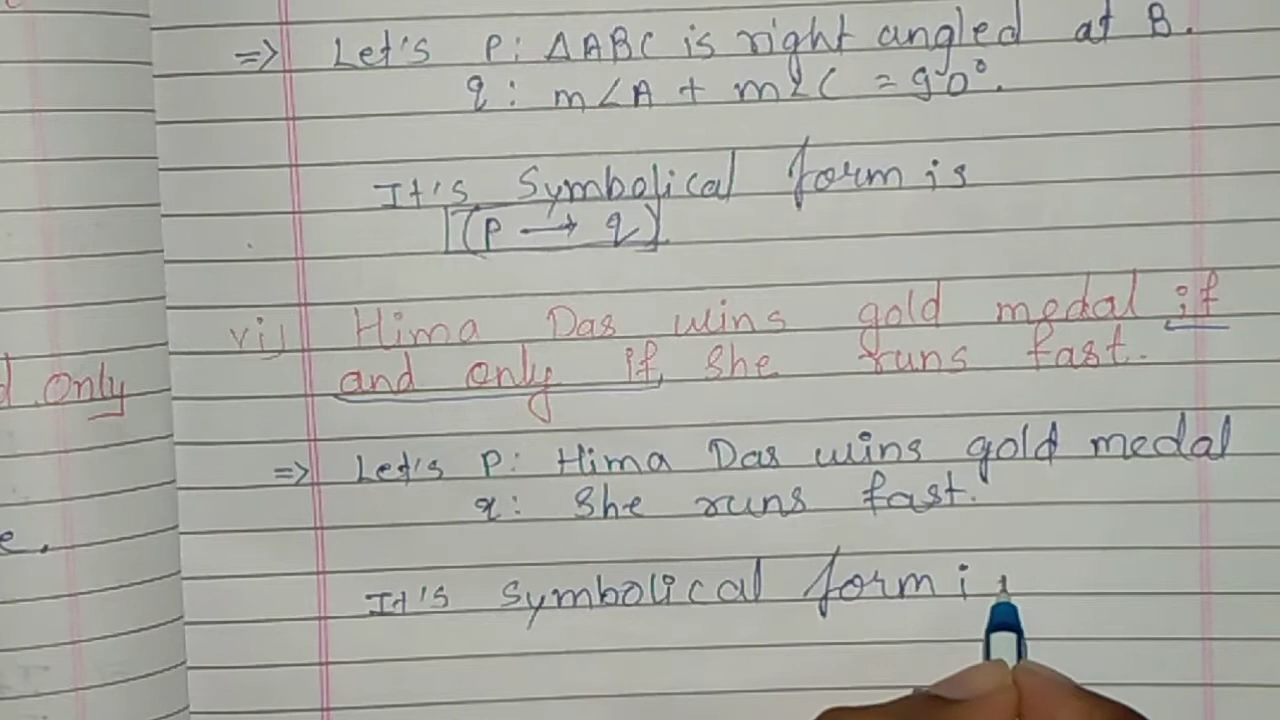 => Let's P: ΔABC is right angled at B.
q: m∠A + m∠C = 90°.
It's Symbolical form is
[(P → q)]
vi) Hima Das wins gold medal if
and only if, she runs fast.
d only
=> Let's P: Hima Das wins gold medal
q: She runs fast.
e.
It's Symbolical form i